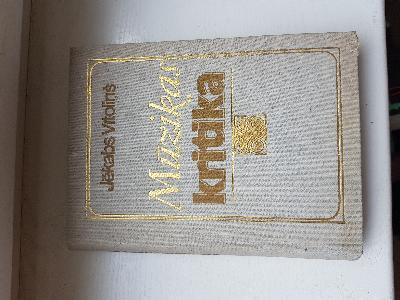 Jēkabs Vītoliņš
Mūzikas
kritika